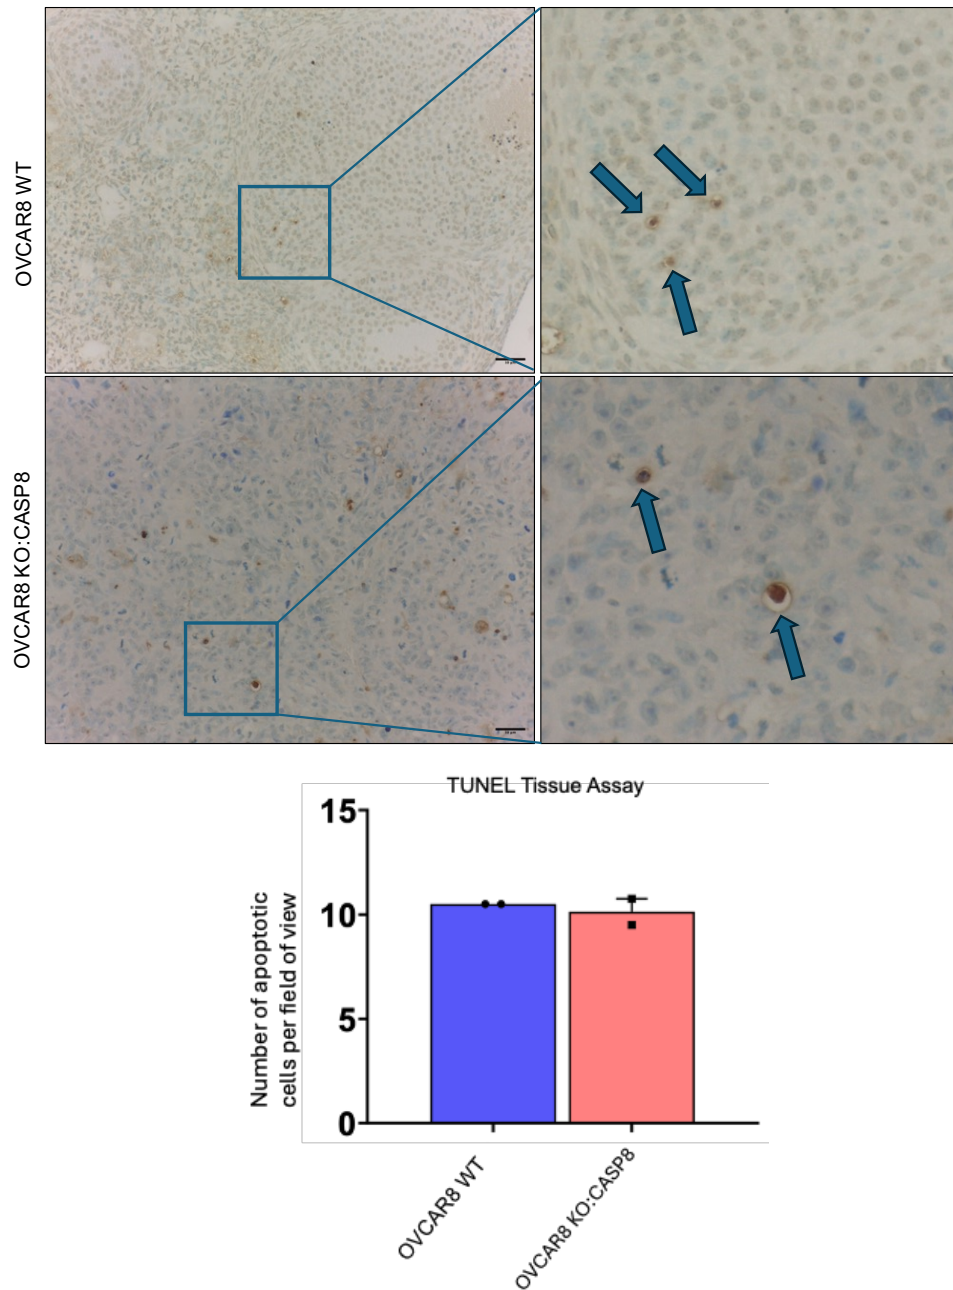 OVCAR8 WT
OVCAR8 KO:CASP8
TUNEL Tissue Assay
Number of apoptotic
cells per field of view
15
10
5
0
OVCAR8 WT
OVCAR8 KO:CASP8